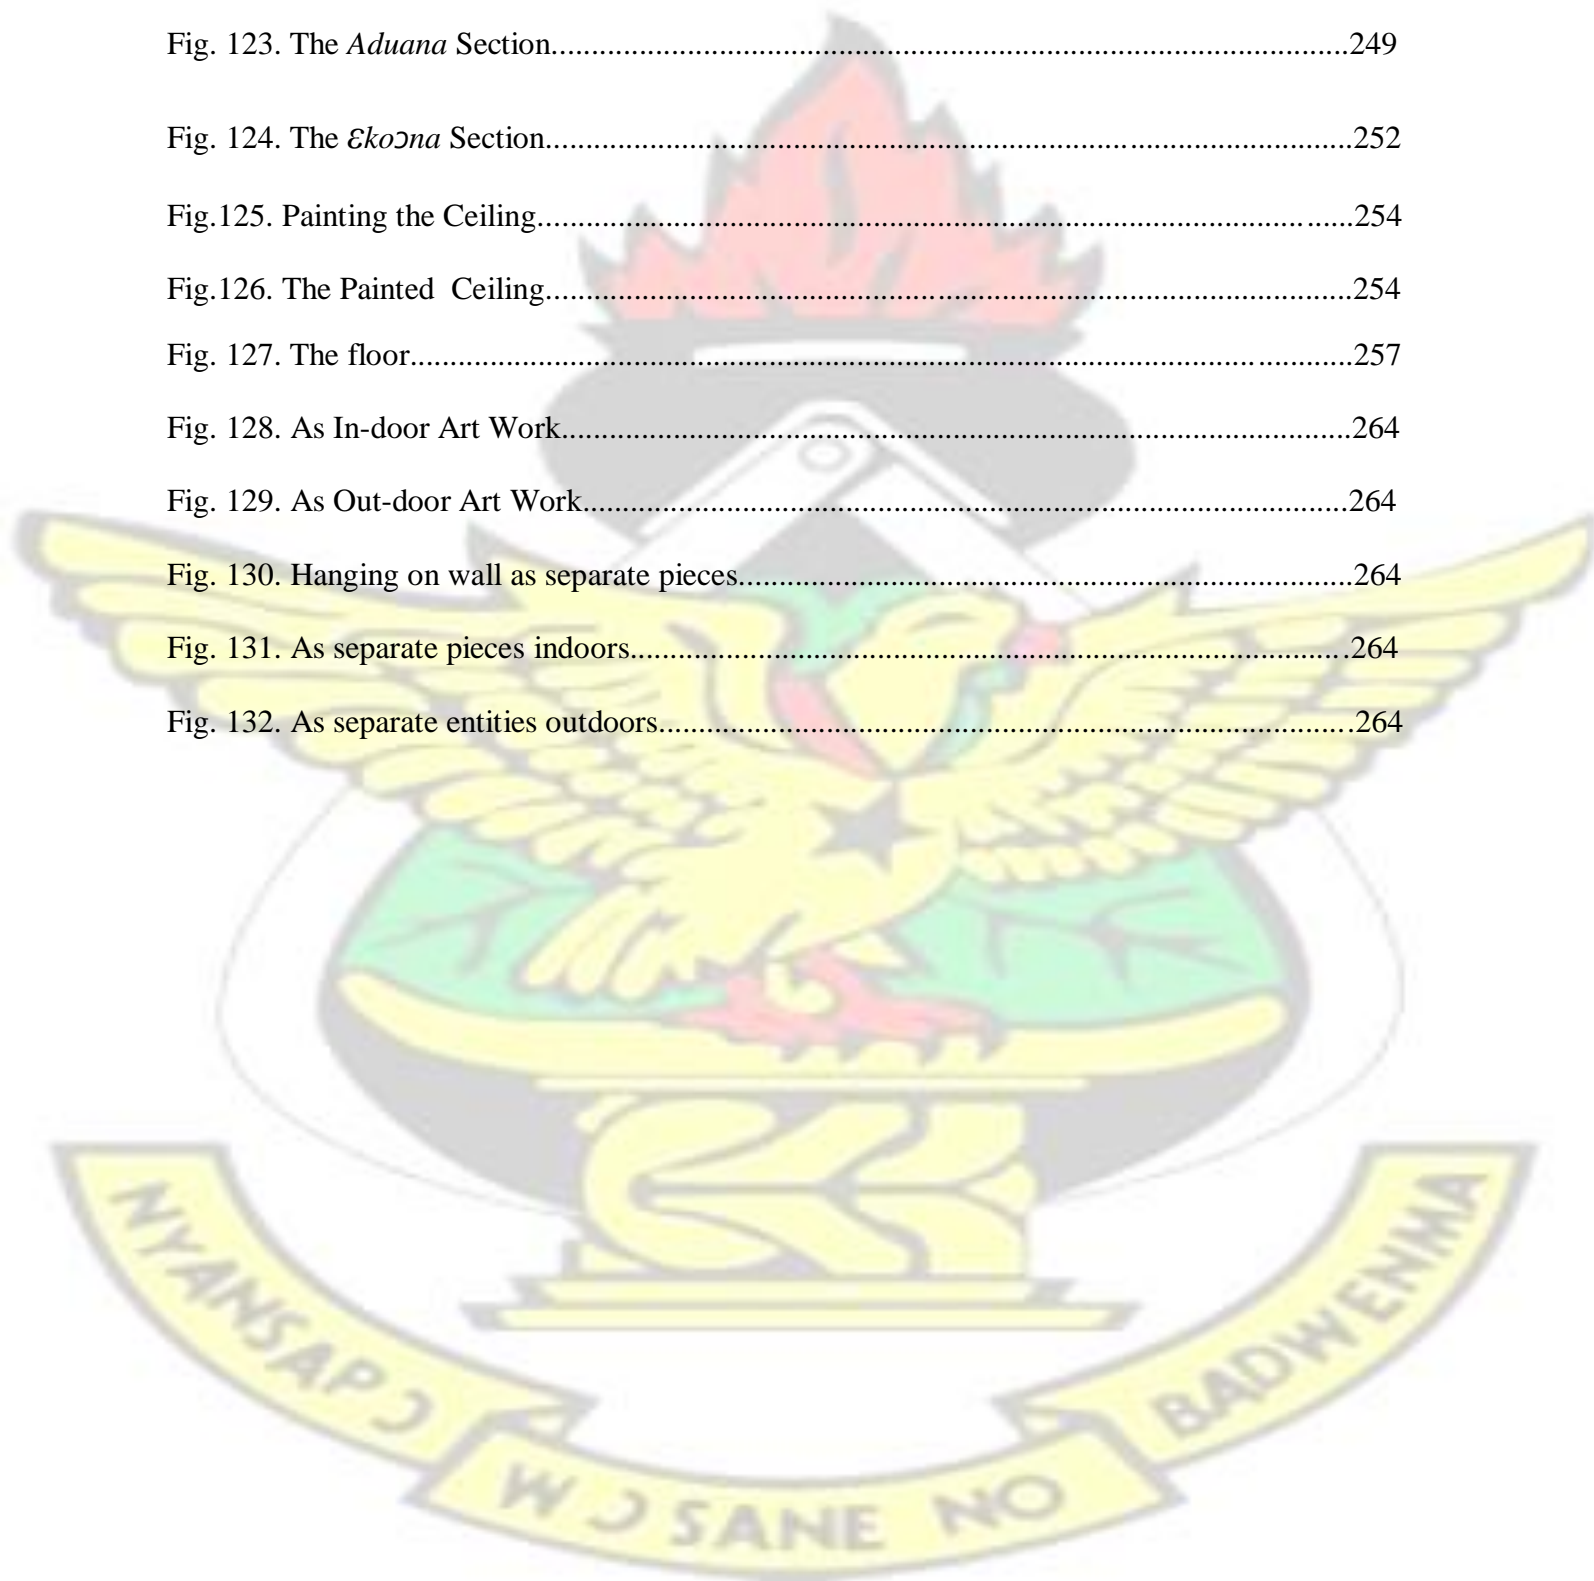 Fig. 123. The Aduana Section....................................................................................................249
Fig. 124. The Ɛkoɔna Section....................................................................................................252
Fig.125. Painting the Ceiling....................................................................................................254
Fig.126. The Painted  Ceiling....................................................................................................254
Fig. 127. The floor....................................................................................................................257
Fig. 128. As In-door Art Work..................................................................................................264
Fig. 129. As Out-door Art Work................................................................................................264
Fig. 130. Hanging on wall as separate pieces............................................................................264
Fig. 131. As separate pieces indoors.........................................................................................264
Fig. 132. As separate entities outdoors......................................................................................264
NYANSAPƆ
WƆ SANE NO
BADWENMA